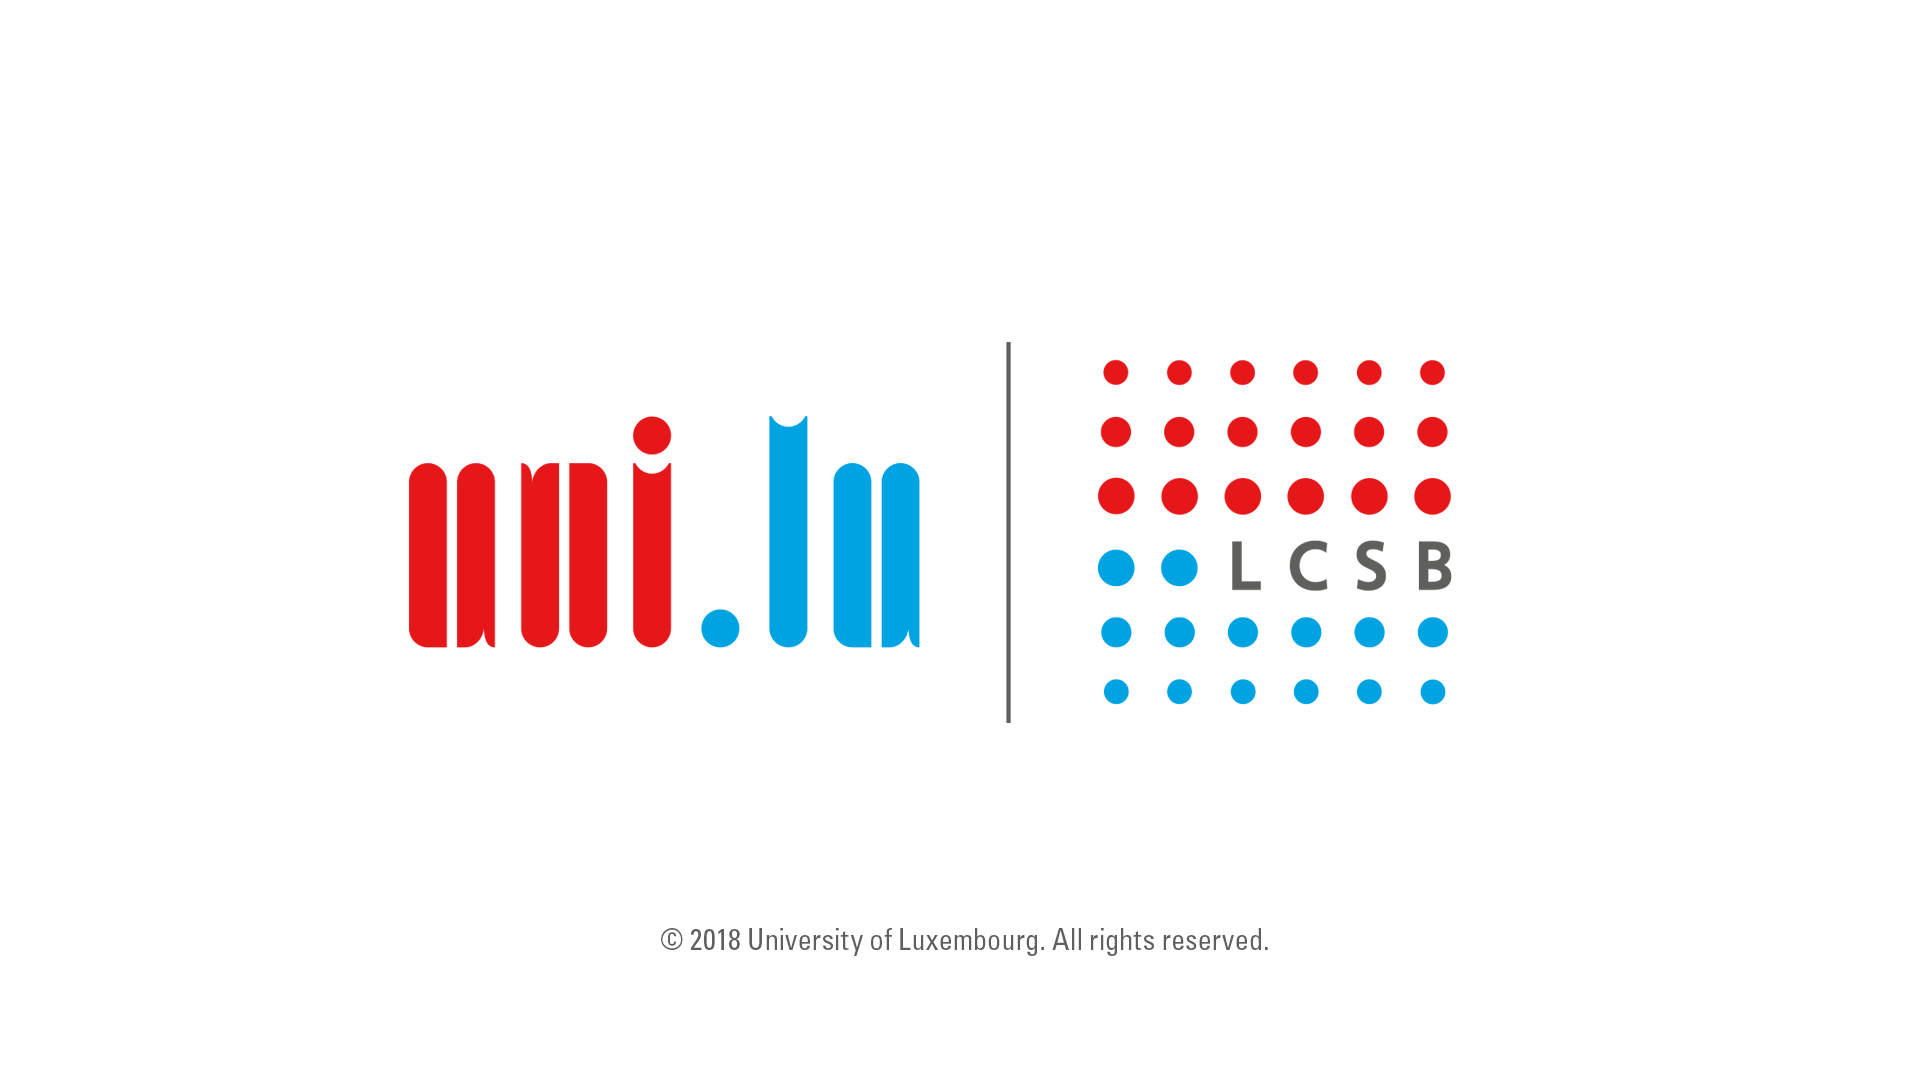 uni.lu
LCSB
© 2018 University of Luxembourg. All rights reserved.